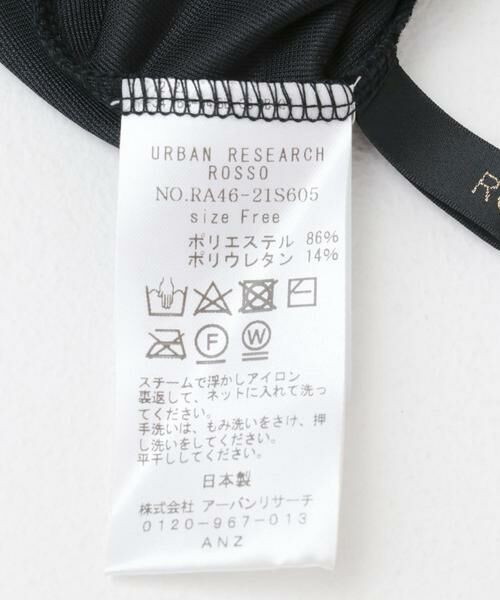 URBAN RESEARCH
ROSSO
NO.RA46-21S605
size Free
ポリエステル 86%
ポリウレタン 14%
F W
スチームで浮かしアイロン
裏返して、ネットに入れて洗っ
てください。
手洗いは、もみ洗いをさけ、押
し洗いをしてください。
平干ししてください。
日本製
株式会社 アーバンリサーチ
0120-967-013
ANZ